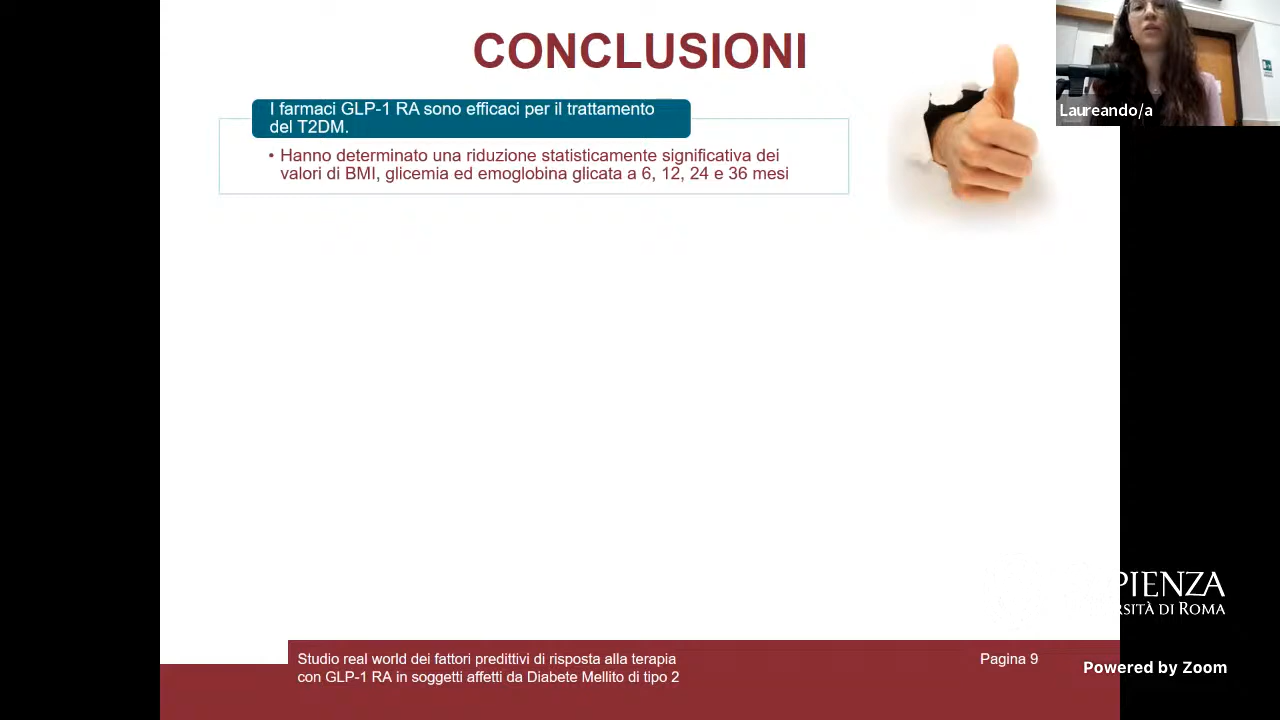 CONCLUSIONI
I farmaci GLP-1 RA sono efficaci per il trattamento
del T2DM.
• Hanno determinato una riduzione statisticamente significativa dei
valori di BMI, glicemia ed emoglobina glicata a 6, 12, 24 e 36 mesi
Laureando/a
PIENZA
RSITÀ DI ROMA
Studio real world dei fattori predittivi di risposta alla terapia
con GLP-1 RA in soggetti affetti da Diabete Mellito di tipo 2
Pagina 9
Powered by Zoom